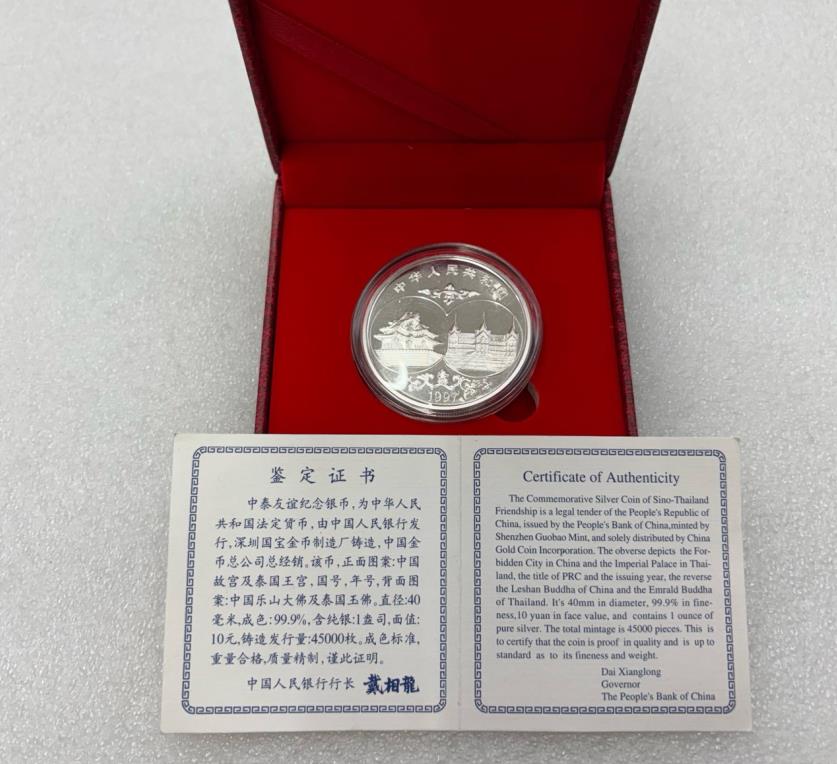 中华人民共和国
1997
鉴定证书
中泰友谊纪念银币,为中华人民
共和国法定货币,由中国人民银行发
行,深圳国宝金币制造厂铸造,中国金
币总公司总经销。该币,正面图案:中国
故宫及泰国王宫,国号,年号,背面图
案:中国乐山大佛及泰国玉佛。直径:40
毫米,成色:99.9%,含纯银:1盎司,面值:
10元,铸造发行量:45000枚。成色标准,
重量合格,质量精制,谨此证明。
中国人民银行行长 戴相龍
Certificate of Authenticity
The Commemorative Silver Coin of Sino-Thailand
Friendship is a legal tender of the People's Republic of
China, issued by the People's Bank of China,minted by
Shenzhen Guobao Mint, and solely distributed by China
Gold Coin Incorporation. The obverse depicts the For-
bidden City in China and the Imperial Palace in Thai-
land, the title of PRC and the issuing year, the reverse
the Leshan Buddha of China and the Emrald Buddha
of Thailand. It's 40mm in diameter, 99.9% in fine-
ness,10 yuan in face value, and contains 1 ounce of
pure silver. The total mintage is 45000 pieces. This is
to certify that the coin is proof in quality and is up to
standard as to its fineness and weight.
Dai Xianglong
Governor
The People's Bank of China